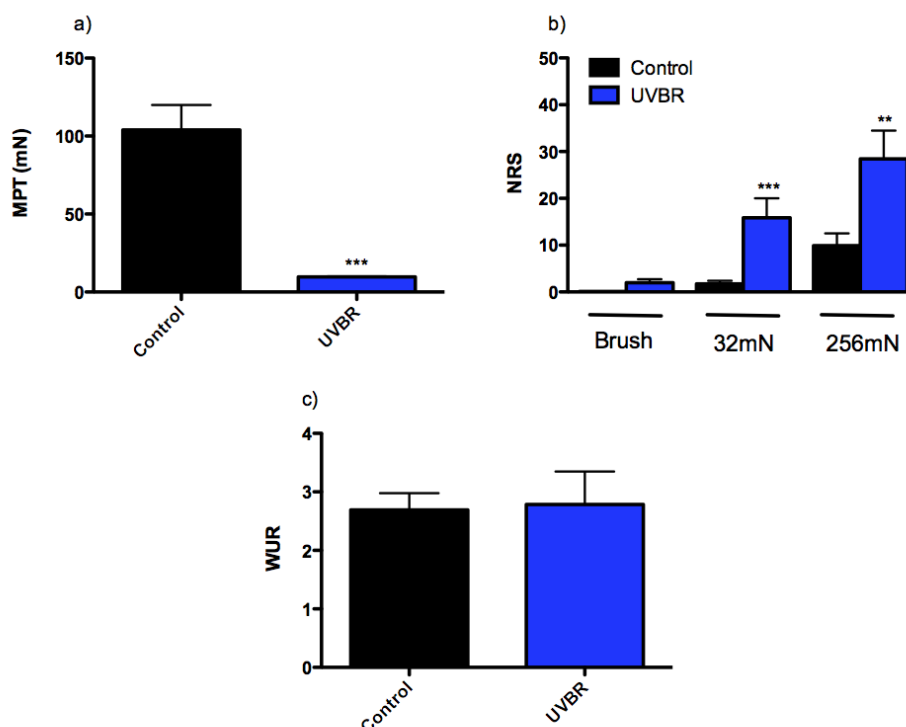 a)
MPT (mN)
150
100
50
0
***
Control
UVBR
b)
NRS
50
40
30
20
10
0
Control
UVBR
***
**
Brush
32mN
256mN
c)
WUR
4
3
2
1
0
Control
UVBR